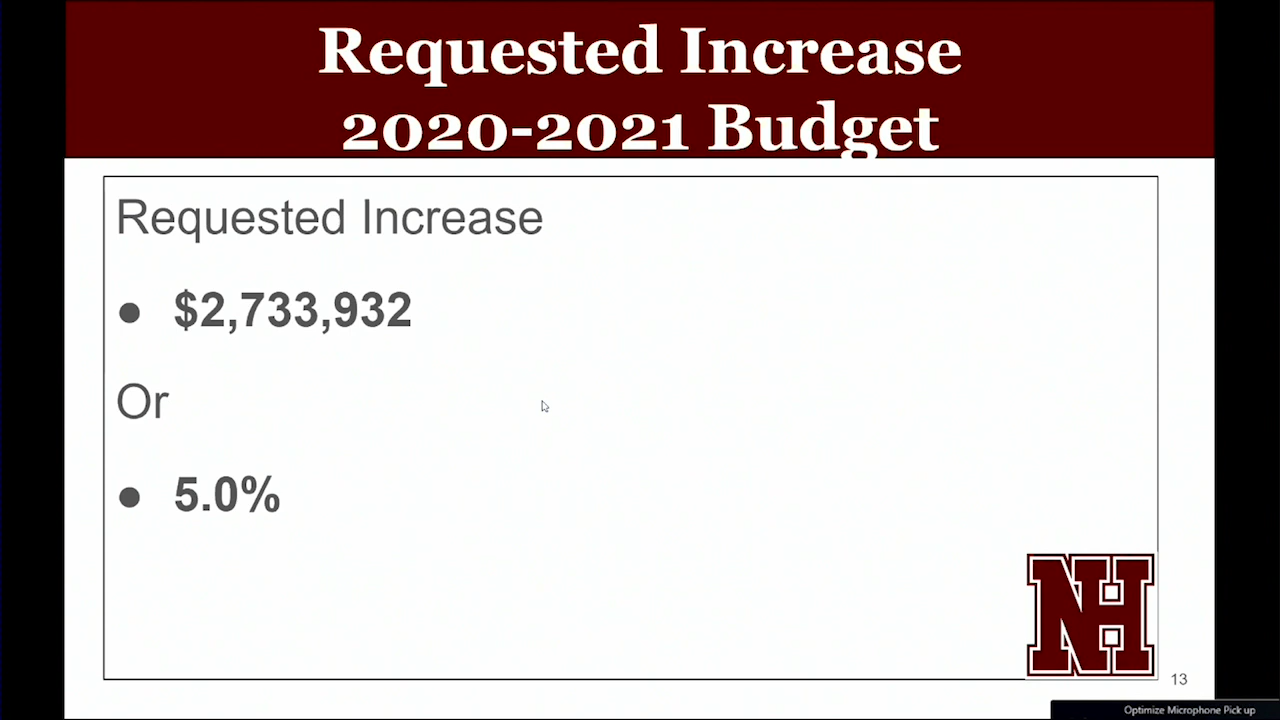 Requested Increase
2020-2021 Budget
Requested Increase
● $2,733,932
Or
● 5.0%
NH
13
Optimize Microphone Pick up